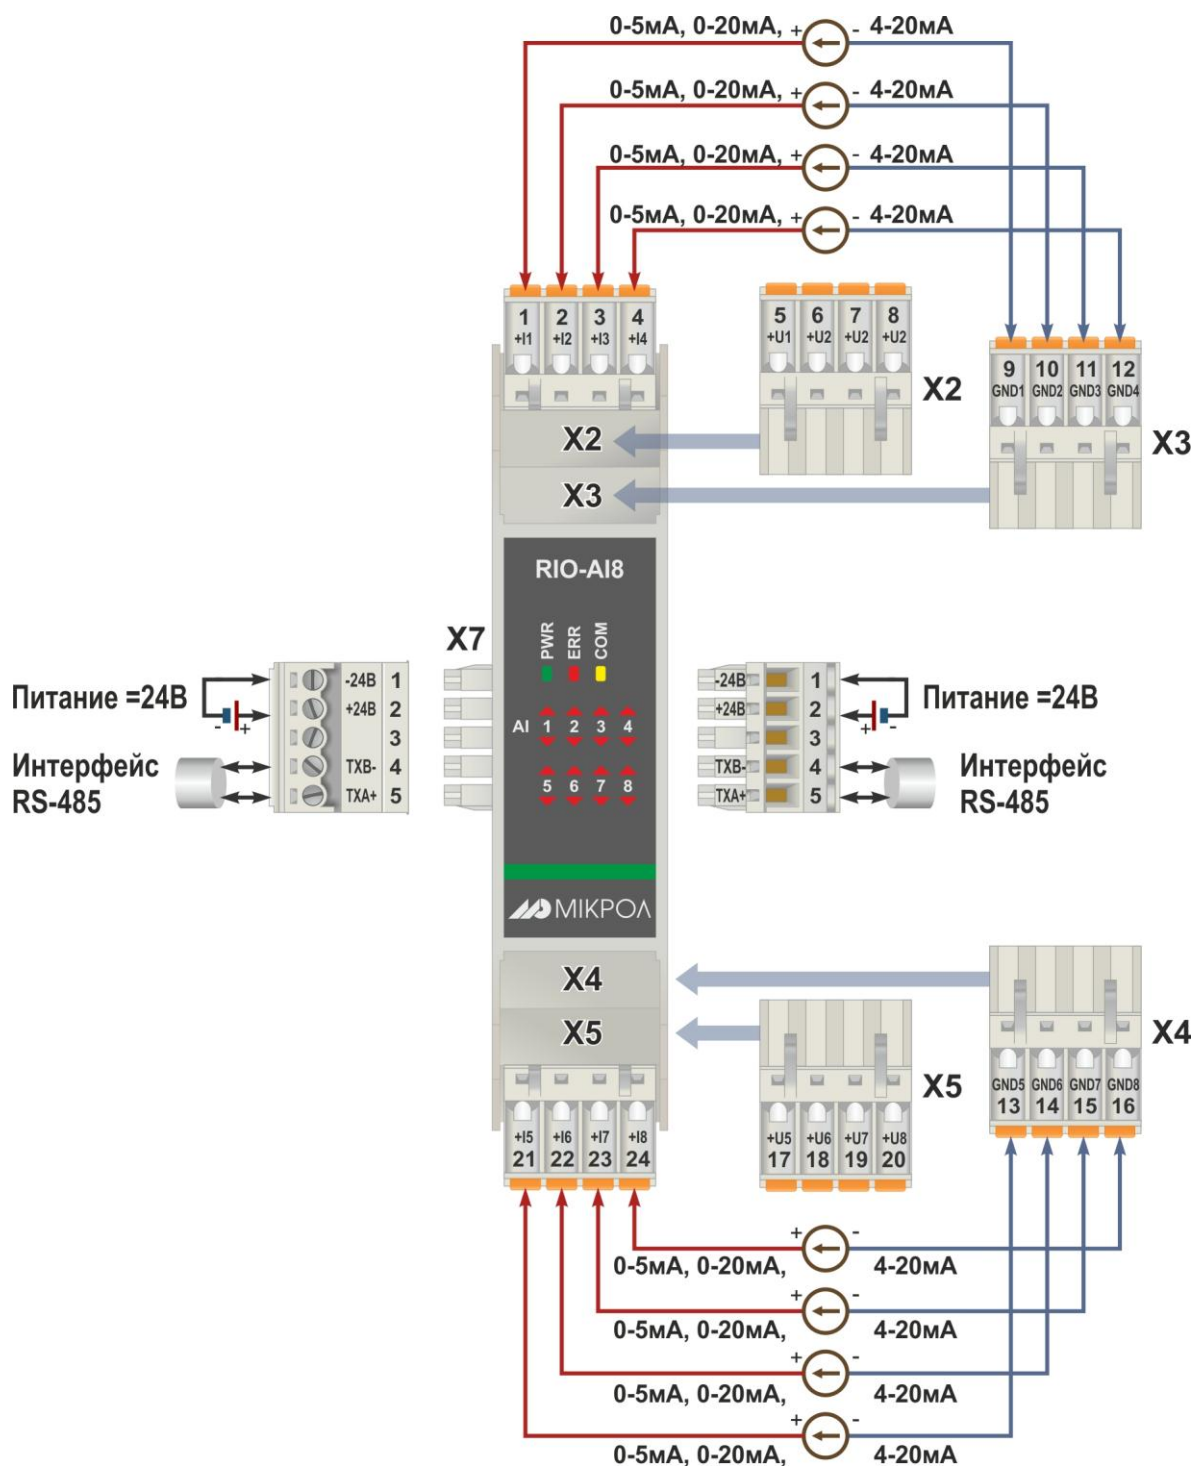 0-5мА, 0-20мА, + - 4-20мА
0-5мА, 0-20мА, + - 4-20мА
0-5мА, 0-20мА, + - 4-20мА
0-5мА, 0-20мА, + - 4-20мА
1 2 3 4
+I1 +I2 +I3 +I4
5 6 7 8
+U1 +U2 +U2 +U2
X2
9 10 11 12
GND1 GND2 GND3 GND4
X3
X2
X3
RIO-AI8
PWR ERR COM
AI 1 2 3 4
5 6 7 8
МІКРОЛ
X7
Питание =24В
- +
Интерфейс
RS-485
-24В 1
+24В 2
3
TXB- 4
TXA+ 5
-24В 1
+24В 2
3
TXB- 4
TXA+ 5
Питание =24В
+ -
Интерфейс
RS-485
X4
X5
X4
GND5 GND6 GND7 GND8
13 14 15 16
X5
+U5 +U6 +U7 +U8
17 18 19 20
+I5 +I6 +I7 +I8
21 22 23 24
+ -
0-5мА, 0-20мА, 4-20мА
+ -
0-5мА, 0-20мА, 4-20мА
+ -
0-5мА, 0-20мА, 4-20мА
+ -
0-5мА, 0-20мА, 4-20мА